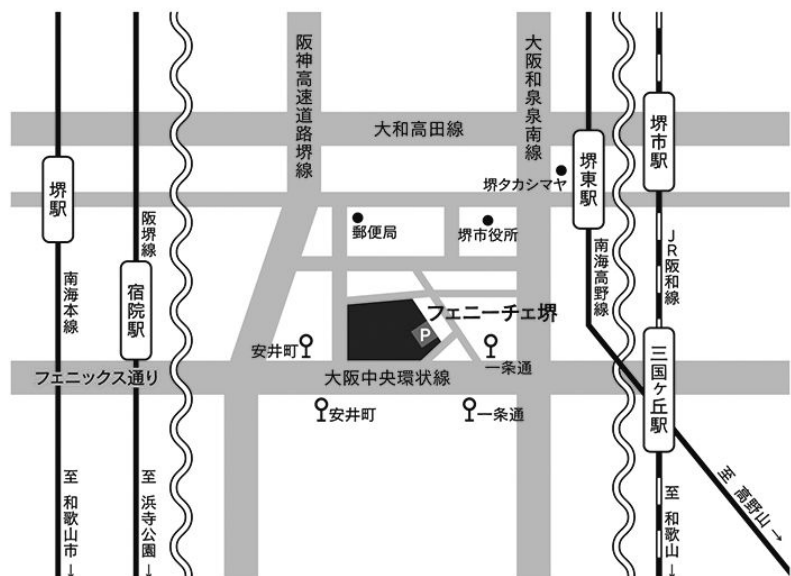 阪神高速道路堺線
大阪和泉泉南線
大和高田線
堺市駅
堺駅
堺タカシマヤ
堺東駅
阪堺線
郵便局
堺市役所
南海高野線
JR阪和線
南海本線
宿院駅
フェニーチェ堺
P
安井町
一条通
三国ヶ丘駅
フェニックス通り
大阪中央環状線
安井町
一条通
至 和歌山市→
至 浜寺公園→
至 和歌山→
至 高野山→